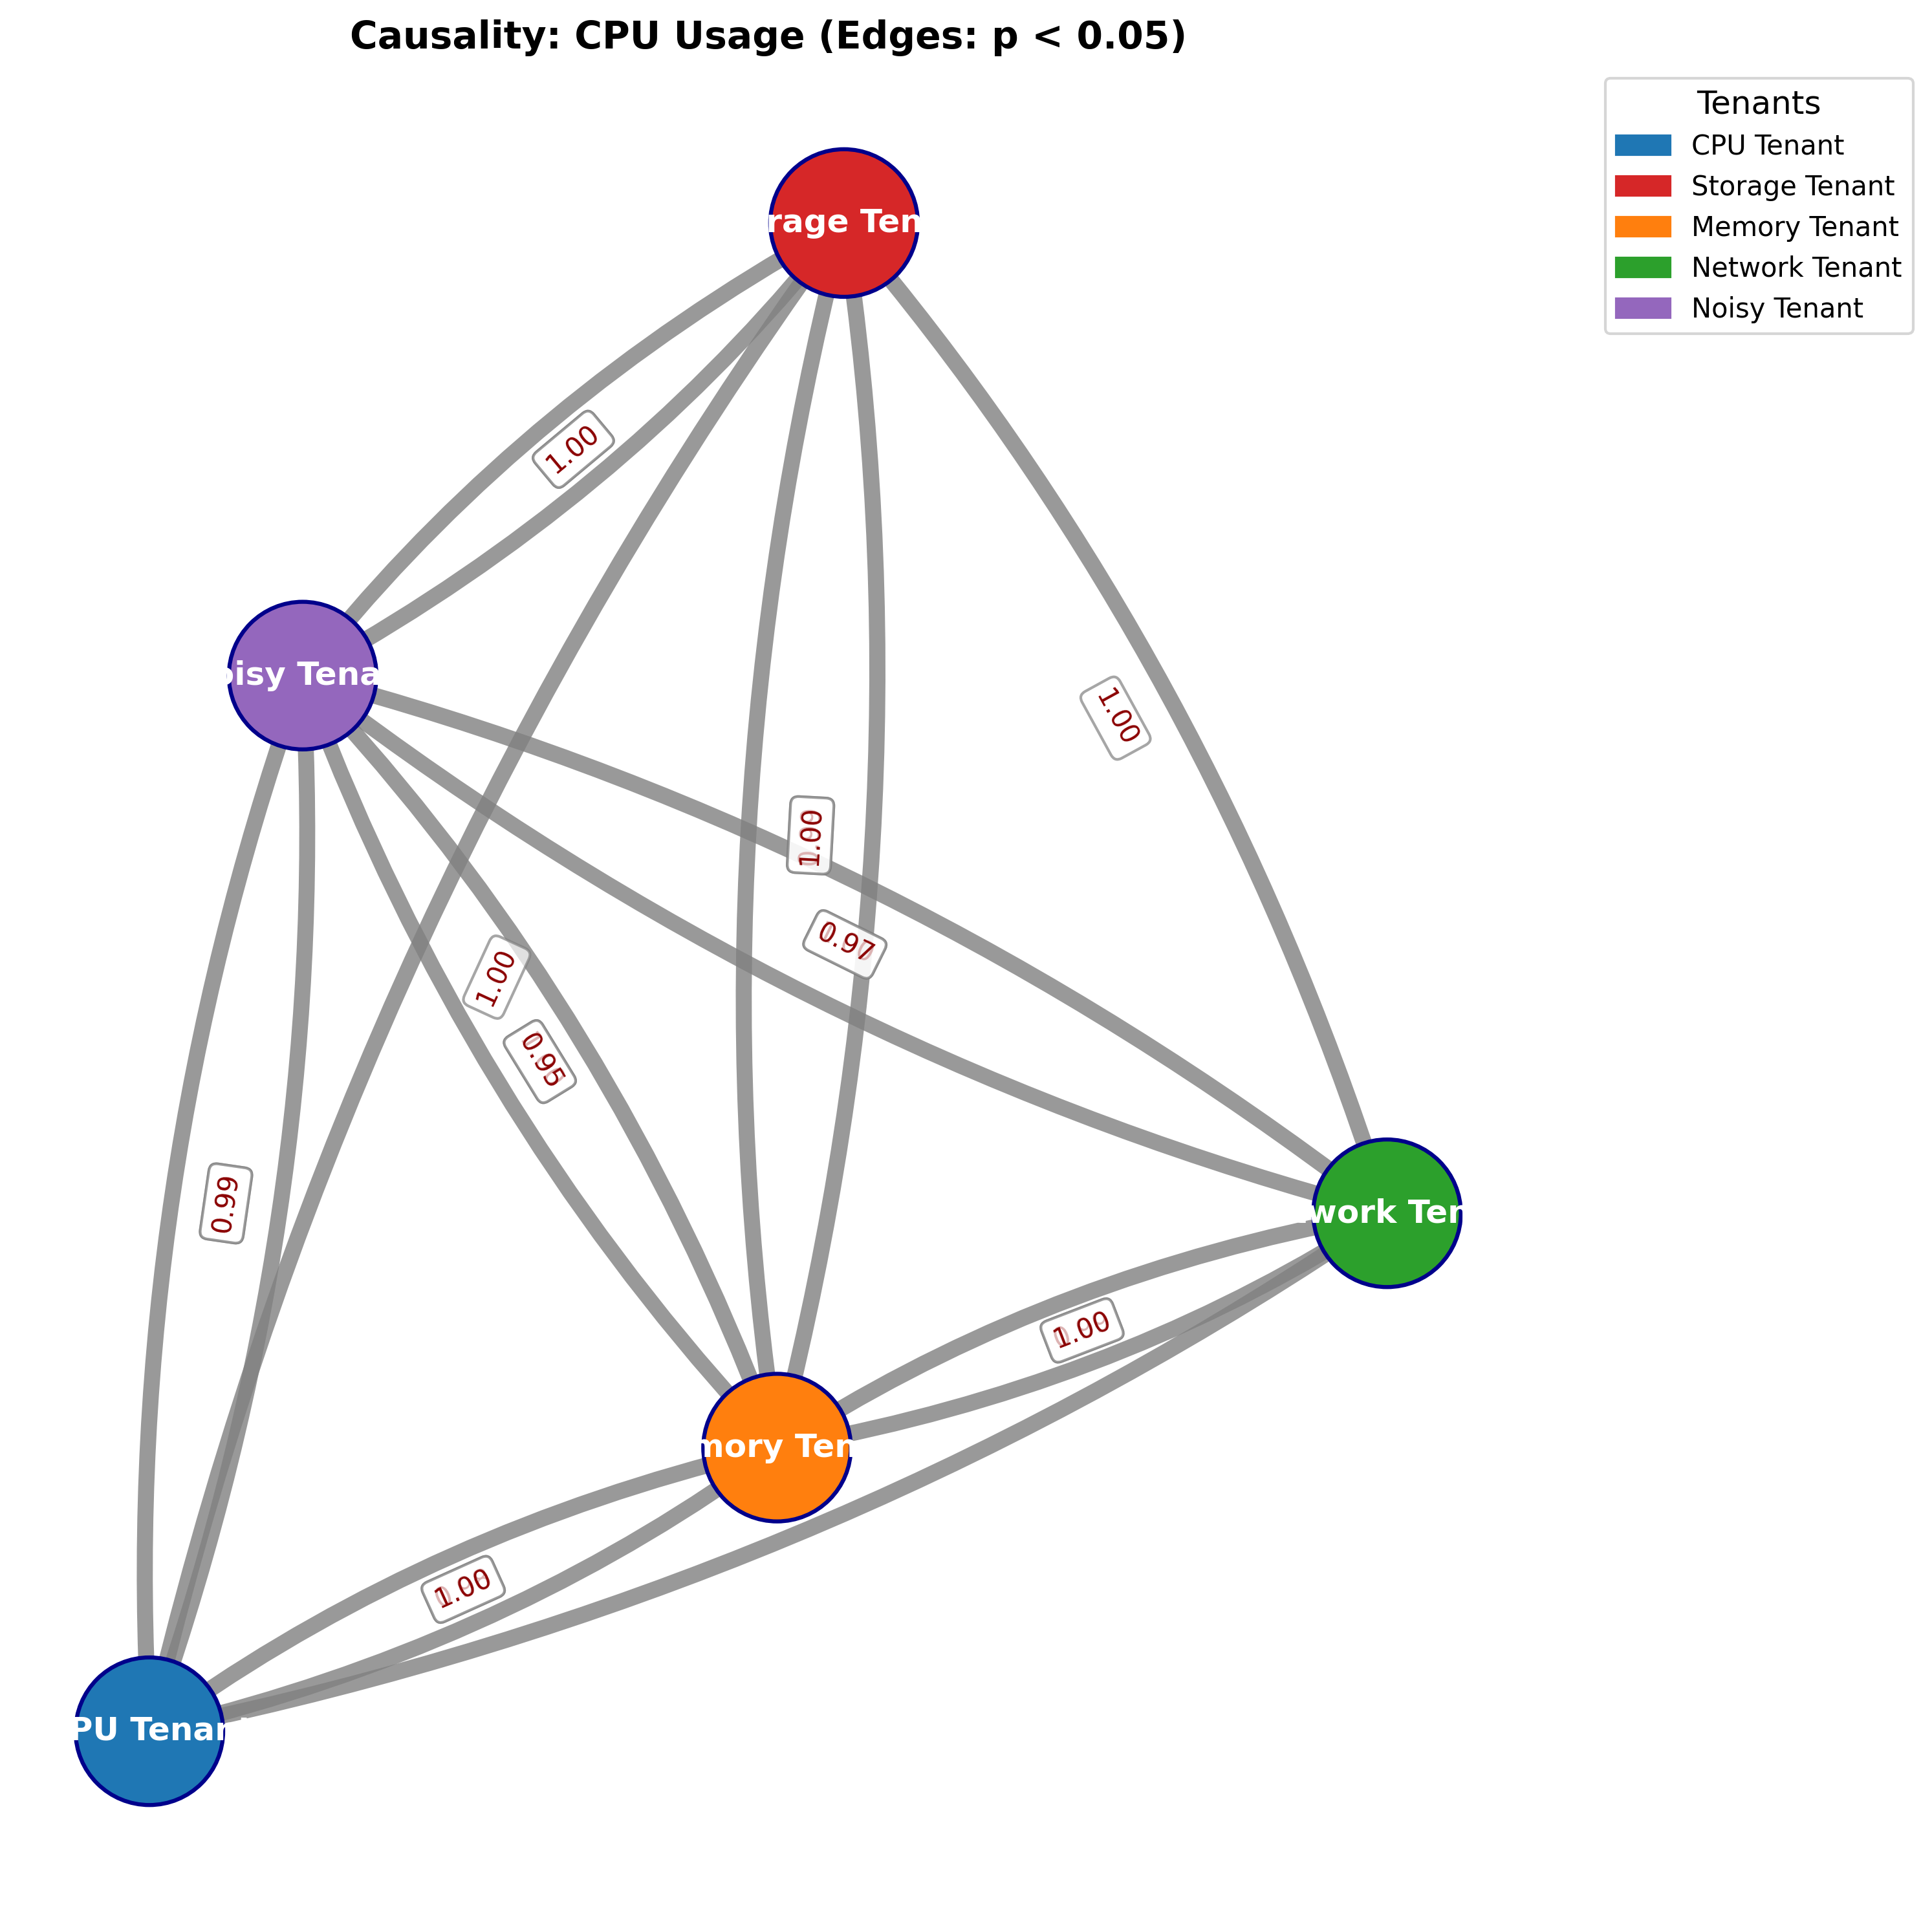 Causality: CPU Usage (Edges: p < 0.05)
Tenants
CPU Tenant
Storage Tenant
Memory Tenant
Network Tenant
Noisy Tenant
rage Ten
1.00
oisy Tena
1.00
1.00
0.97
1.00
0.95
0.99
work Ten
1.00
mory Ten
1.00
PU Tenan